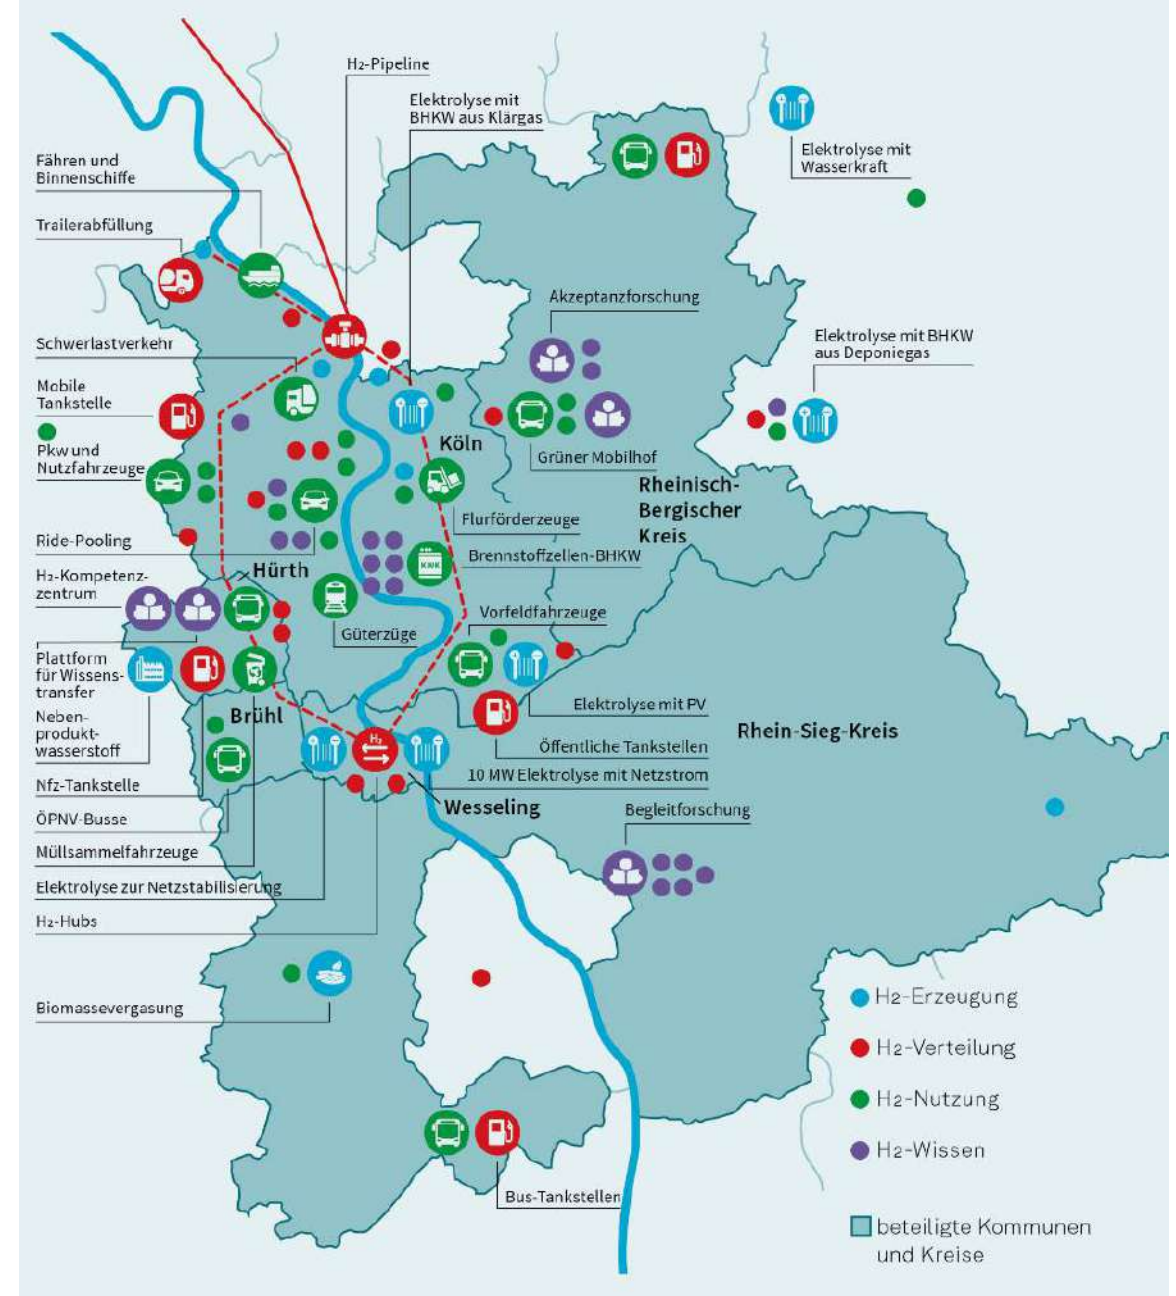 H2-Pipeline
Elektrolyse mit
BHKW aus Klärgas
Elektrolyse mit
Wasserkraft
Fähren und
Binnenschiffe
Trailerabfüllung
Akzeptanzforschung
Schwerlastverkehr
Elektrolyse mit BHKW
aus Deponiegas
Mobile
Tankstelle
Köln
Pkw und
Nutzfahrzeuge
Grüner Mobilhof
Rheinisch-
Bergischer
Kreis
Flurförderzeuge
Ride-Pooling
Brennstoffzellen-BHKW
KWK
Hürth
H2-Kompetenz-
zentrum
Vorfeldfahrzeuge
Güterzüge
Plattform
für Wissens-
transfer
Elektrolyse mit PV
Brühl
Neben-
produkt-
wasserstoff
Rhein-Sieg-Kreis
H2
Öffentliche Tankstellen
10 MW Elektrolyse mit Netzstrom
Nfz-Tankstelle
Wesseling
Begleitforschung
ÖPNV-Busse
Müllsammelfahrzeuge
Elektrolyse zur Netzstabilisierung
H2-Hubs
Biomassevergasung
Bus-Tankstellen
H2-Erzeugung
H2-Verteilung
H2-Nutzung
H2-Wissen
beteiligte Kommunen
und Kreise